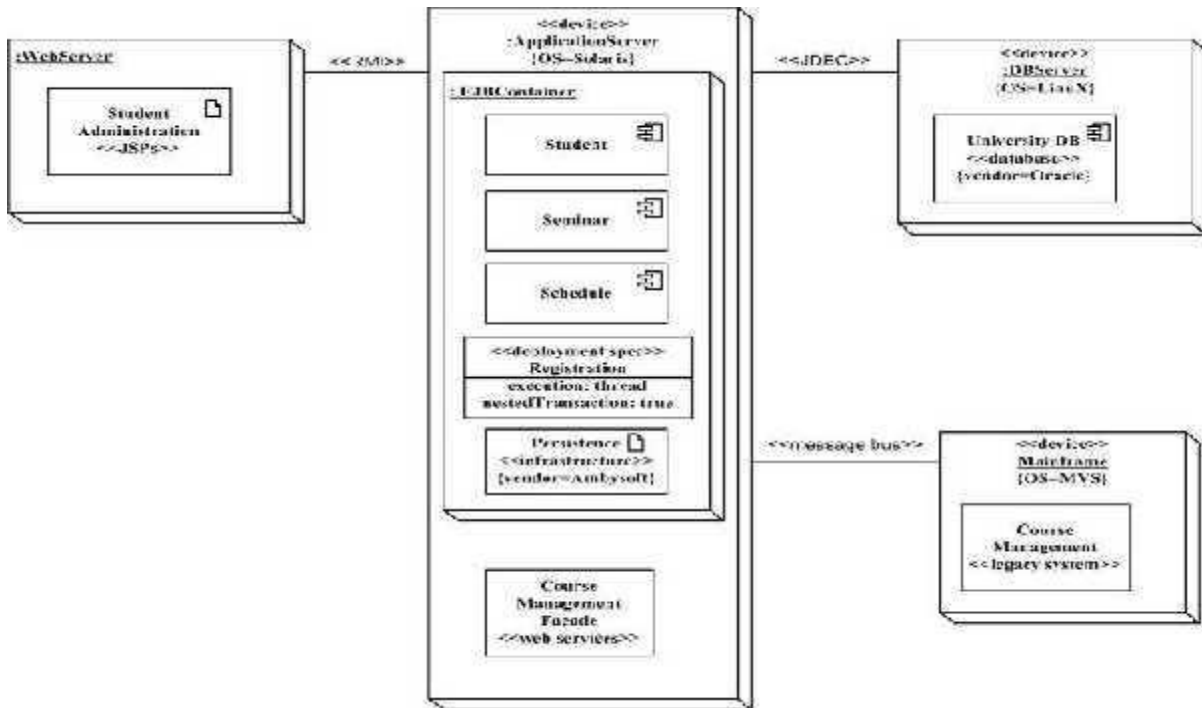 :WebServer
Student
Administration
<<JSPs>>
<<RMI>>
<<device>>
:ApplicationServer
{OS=Solaris}
:EJBContainer
Student
Seminar
Schedule
<<deployment spec>>
Registration
execution: thread
nestedTransaction: true
Persistence
<<infrastructure>>
{vendor=Ambysoft}
Course
Management
Facade
<<web services>>
<<JDBC>>
<<device>>
:DBServer
{OS=LinuX}
University DB
<<database>>
{vendor=Oracle}
<<message bus>>
<<device>>
Mainframe
{OS=MVS}
Course
Management
<<legacy system>>